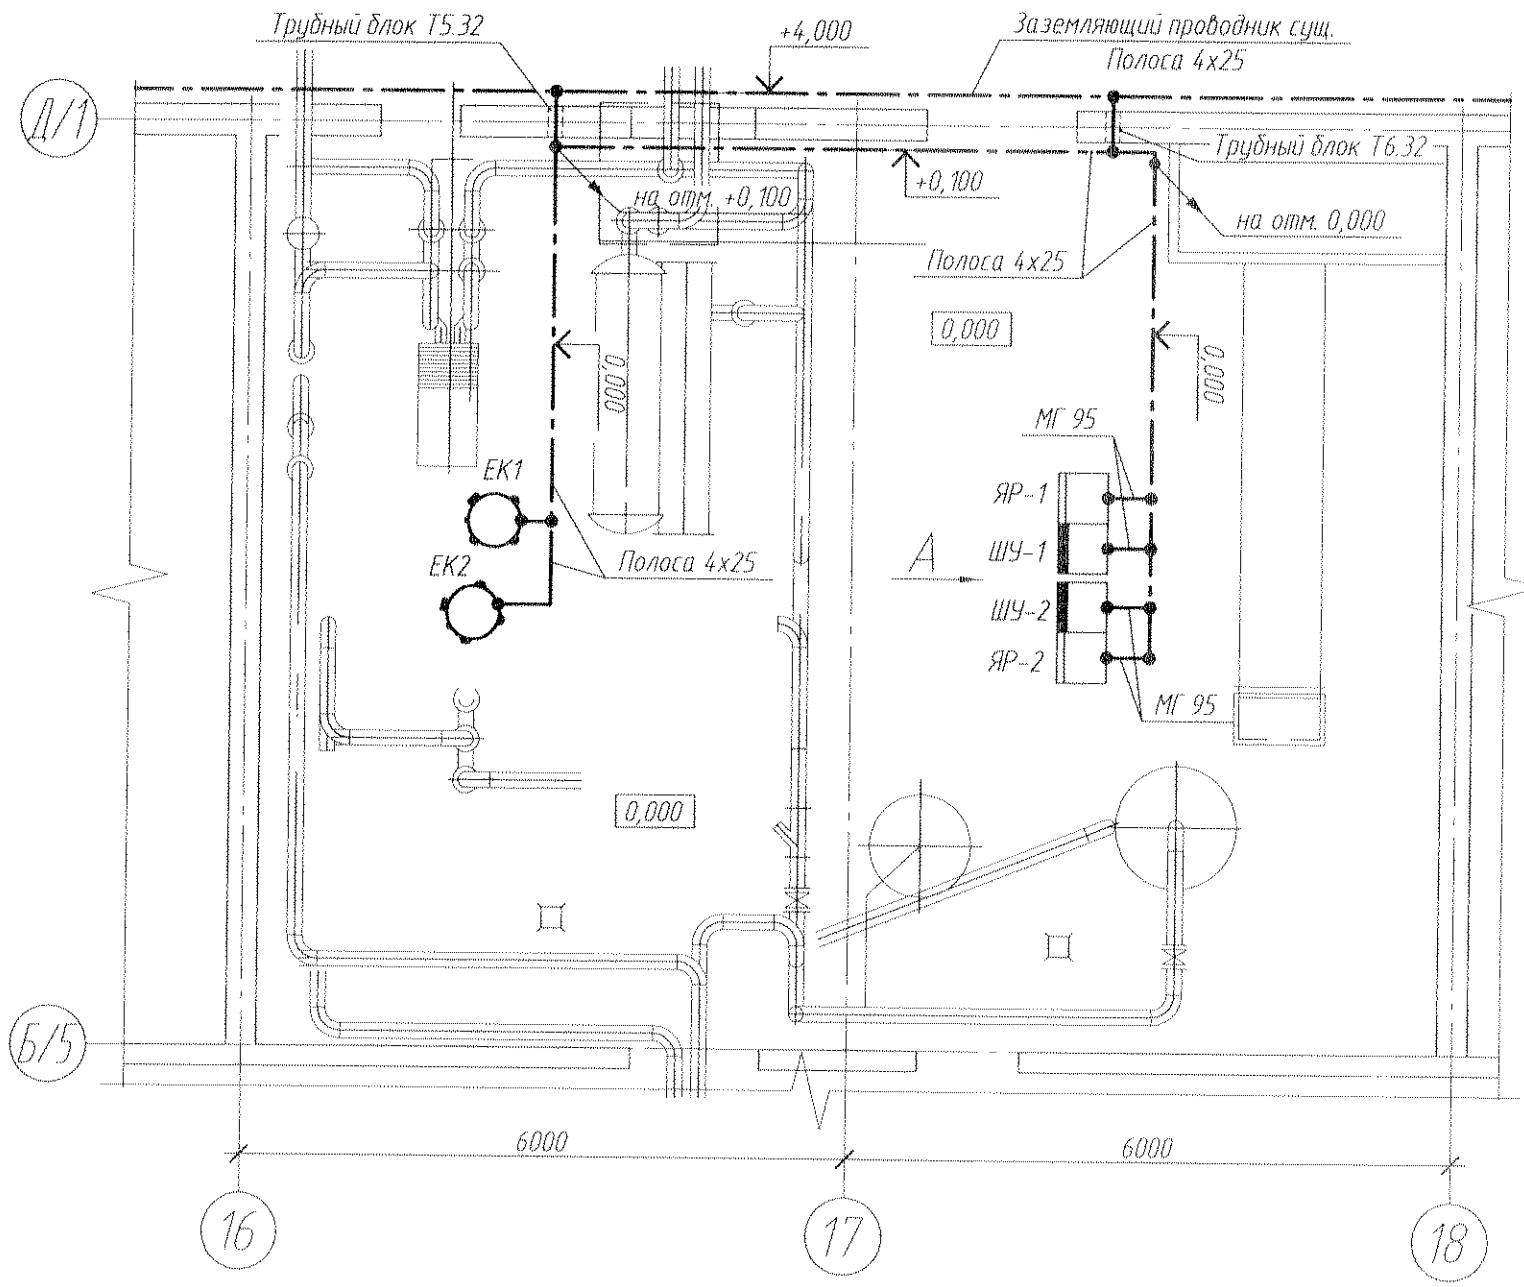 Трубный блок Т5.32
+4,000
Заземляющий проводник сущ.
Полоса 4х25
Д/1
Трубный блок Т6.32
+0,100
на отм. +0,100
на отм. 0,000
Полоса 4х25
0,000
0,000
0,000
МГ 95
ЕК1
ЯР-1
ШУ-1
А
ЕК2
Полоса 4х25
ШУ-2
ЯР-2
МГ 95
0,000
Б/5
6000
6000
16
17
18